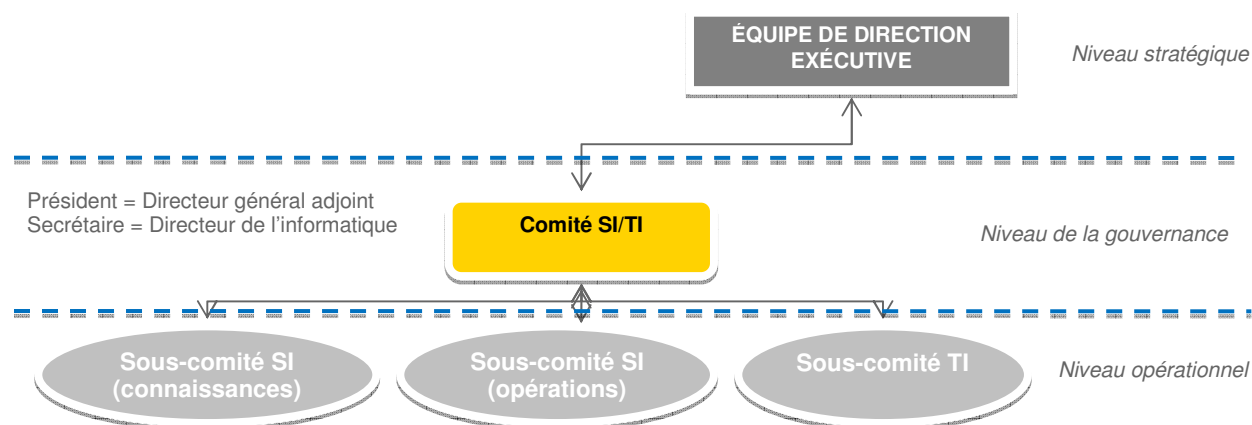 ÉQUIPE DE DIRECTION
EXÉCUTIVE
Niveau stratégique
Président = Directeur général adjoint
Secrétaire = Directeur de l'informatique
Comité SI/TI
Niveau de la gouvernance
Sous-comité SI
(connaissances)
Sous-comité SI
(opérations)
Sous-comité TI
Niveau opérationnel